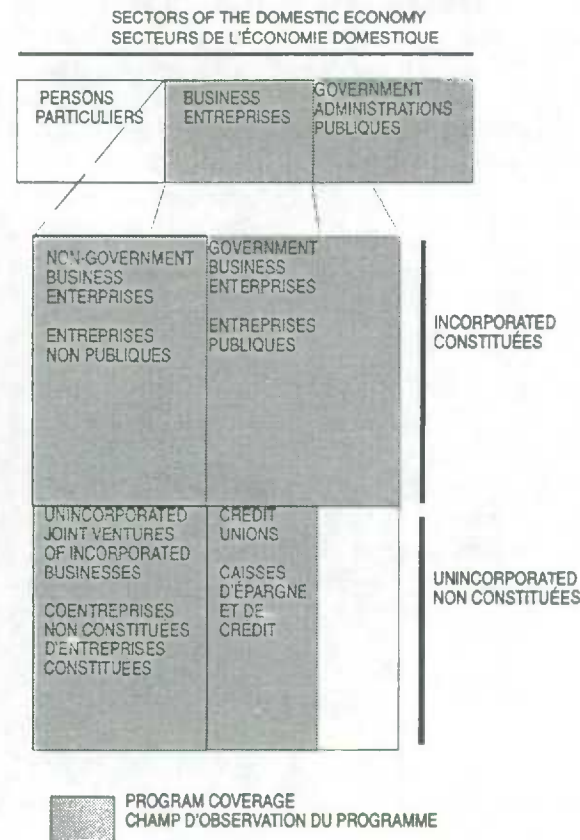 SECTORS OF THE DOMESTIC ECONOMY
SECTEURS DE L'ÉCONOMIE DOMESTIQUE
PERSONS
PARTICULIERS
BUSINESS
ENTREPRISES
GOVERNMENT
ADMINISTRATIONS
PUBLIQUES
NON-GOVERNMENT
BUSINESS
ENTERPRISES
ENTREPRISES
NON PUBLIQUES
GOVERNMENT
BUSINESS
ENTERPRISES
ENTREPRISES
PUBLIQUES
INCORPORATED
CONSTITUÉES
UNINCORPORATED
JOINT VENTURES
OF INCORPORATED
BUSINESSES
COENTREPRISES
NON CONSTITUÉES
D'ENTREPRISES
CONSTITUÉES
CREDIT
UNIONS
CAISSES
D'ÉPARGNE
ET DE
CREDIT
UNINCORPORATED
NON CONSTITUÉES
PROGRAM COVERAGE
CHAMP D'OBSERVATION DU PROGRAMME